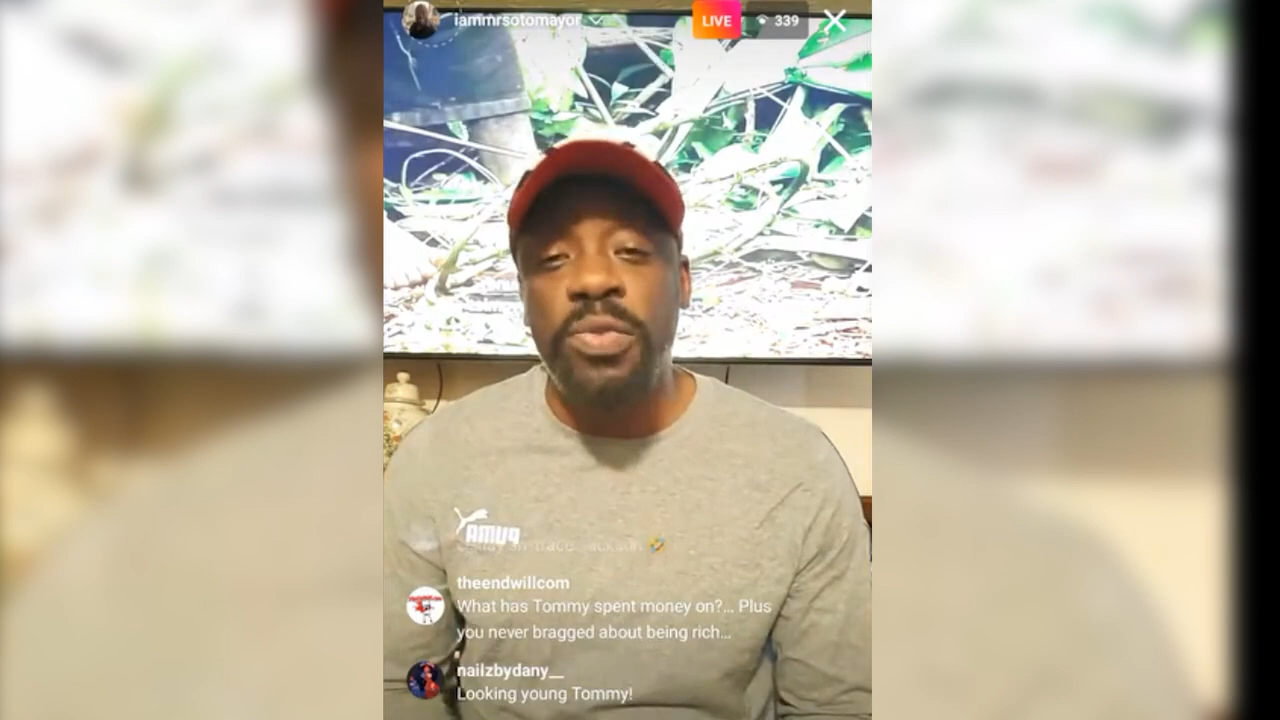 iammrsotomayor
LIVE
339
PUMA
theendwillcom
What has Tommy spent money on?... Plus
you never bragged about being rich...
nailzbydany__
Looking young Tommy!